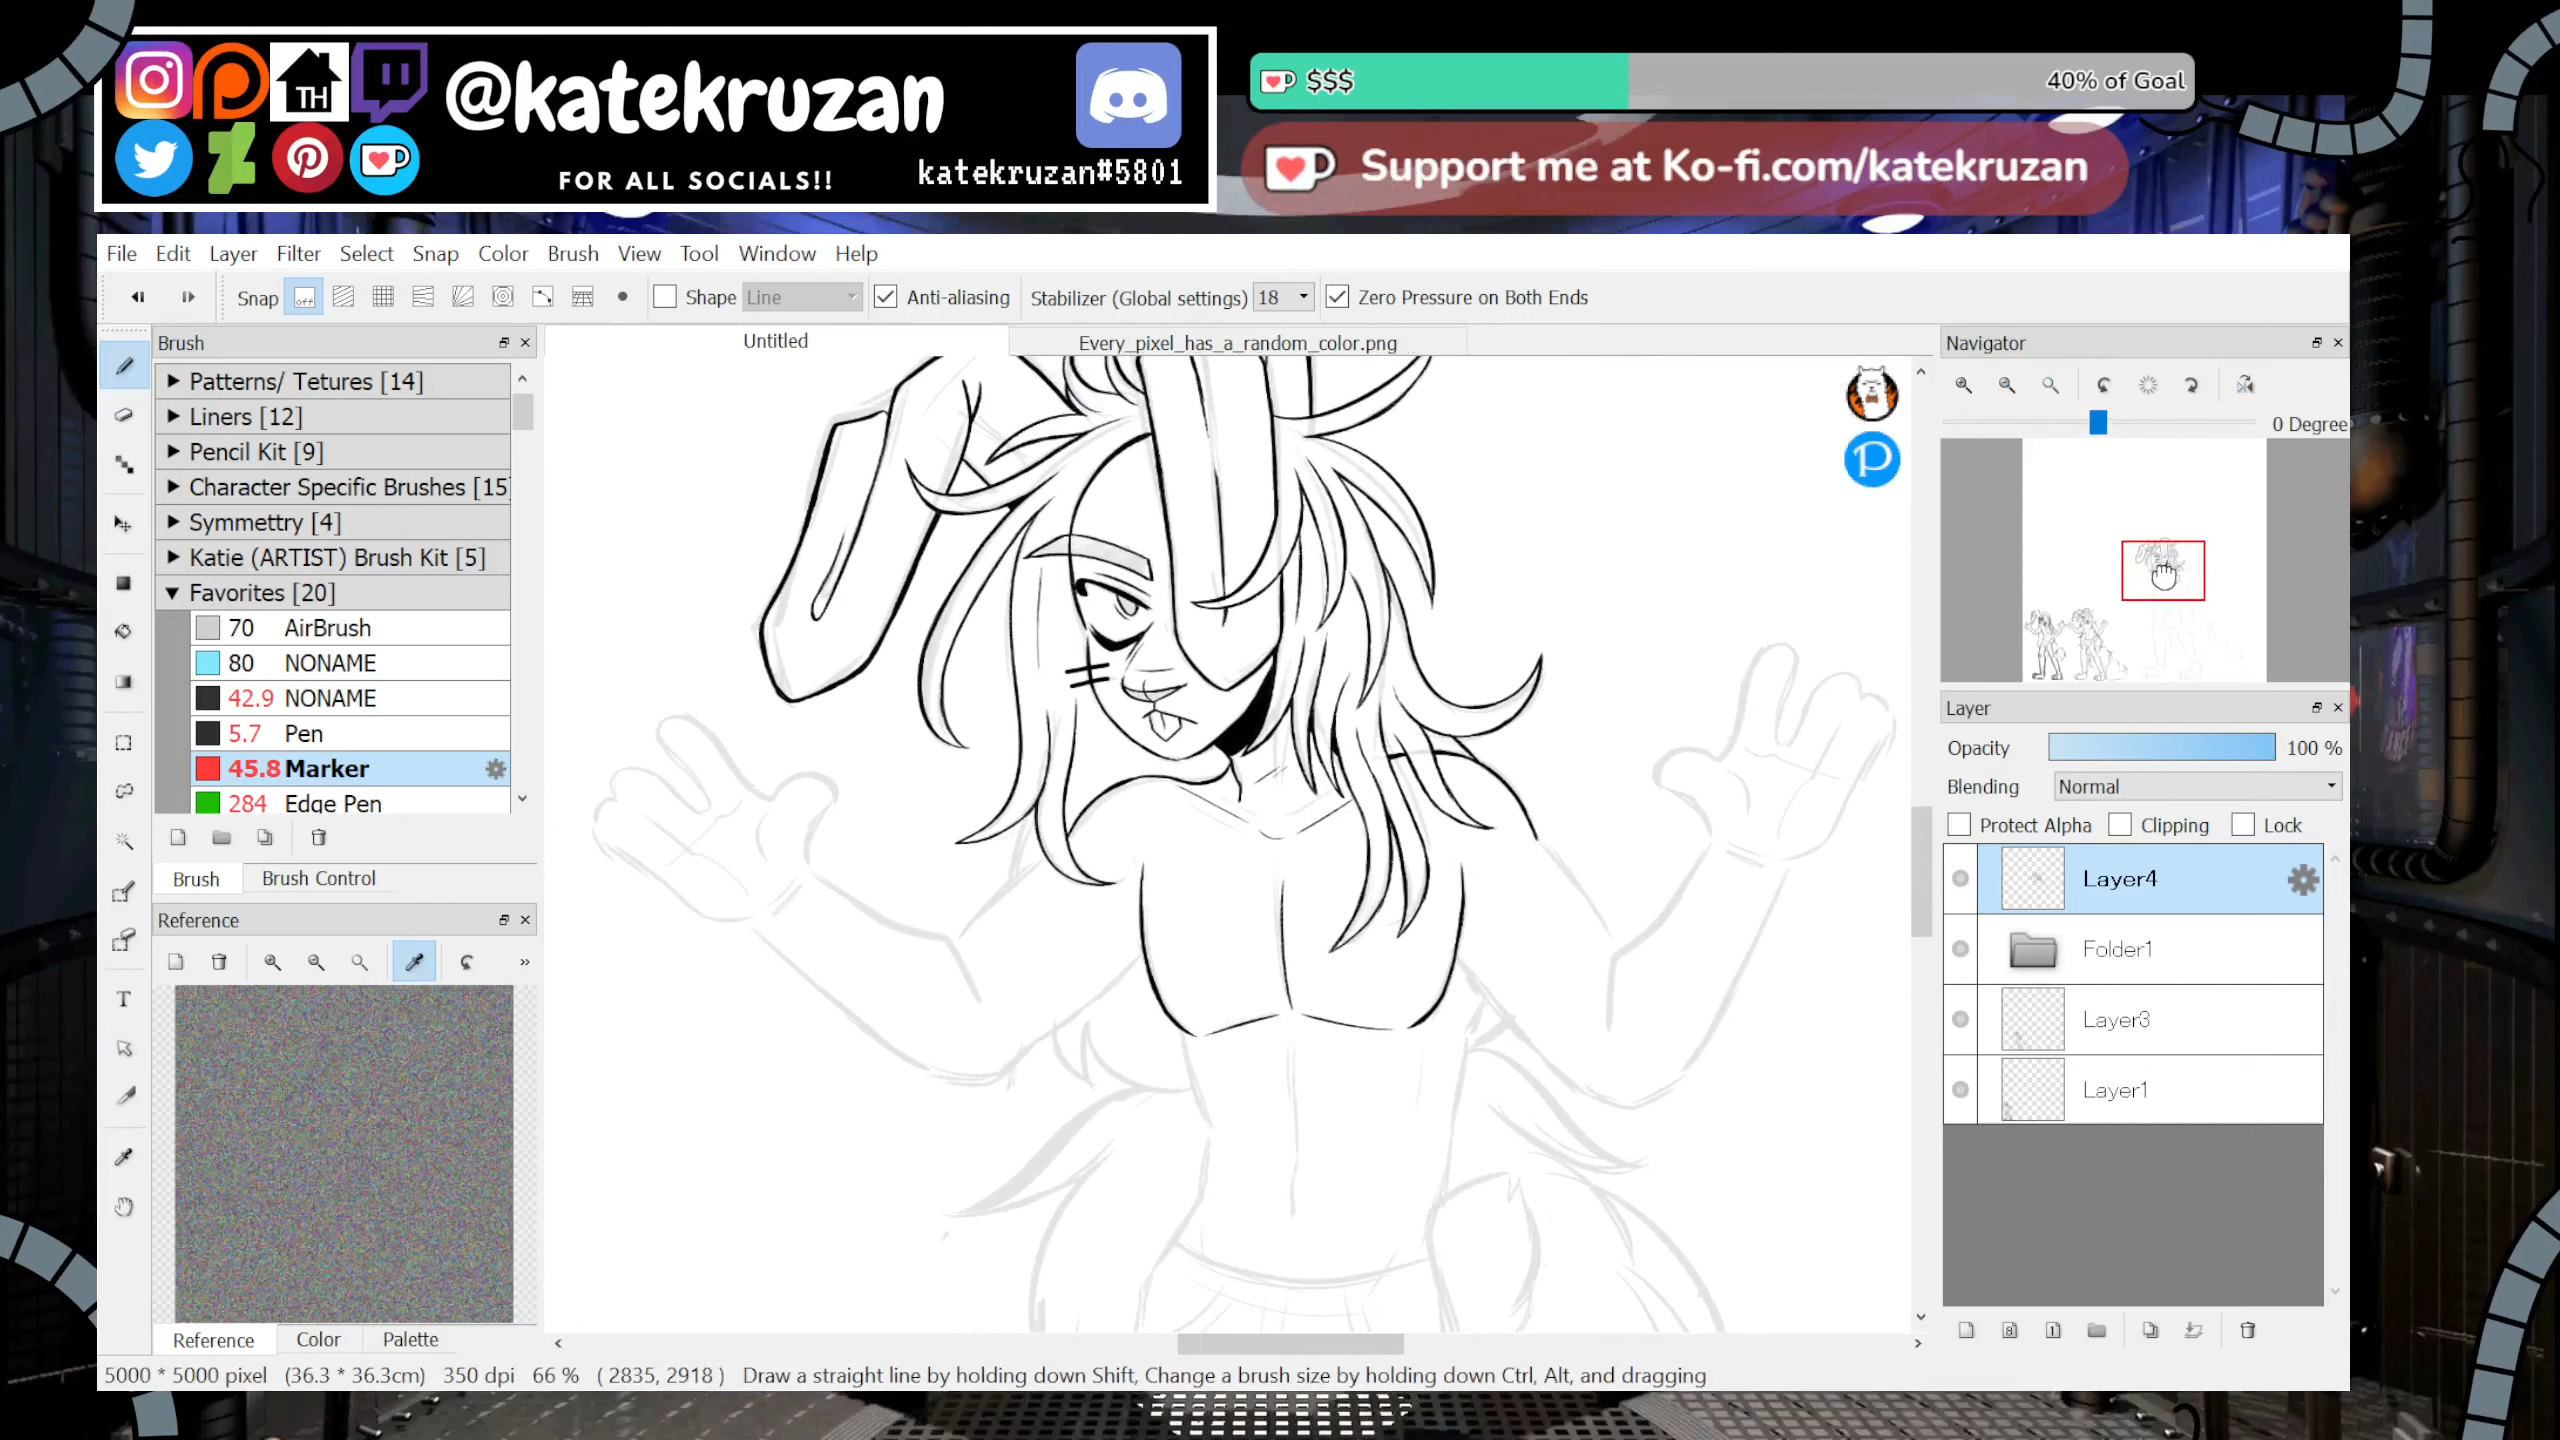 TH
@katekruzan
FOR ALL SOCIALS!!
katekruzan#5801
$$$
40% of Goal
Support me at Ko-fi.com/katekruzan
File Edit Layer Filter Select Snap Color Brush View Tool Window Help
Snap off Shape Line Anti-aliasing Stabilizer (Global settings) 18 Zero Pressure on Both Ends
Brush
Untitled
Every_pixel_has_a_random_color.png
Navigator
Patterns/ Tetures [14]
Liners [12]
Pencil Kit [9]
Character Specific Brushes [15]
Symmettry [4]
Katie (ARTIST) Brush Kit [5]
Favorites [20]
70 AirBrush
80 NONAME
42.9 NONAME
5.7 Pen
45.8 Marker
284 Edge Pen
Brush
Brush Control
Reference
Reference
Color
Palette
P
0 Degree
Layer
Opacity 100 %
Blending Normal
Protect Alpha Clipping Lock
Layer4
Folder1
Layer3
Layer1
8
1
T
5000 * 5000 pixel (36.3 * 36.3cm) 350 dpi 66 % ( 2835, 2918 ) Draw a straight line by holding down Shift, Change a brush size by holding down Ctrl, Alt, and dragging